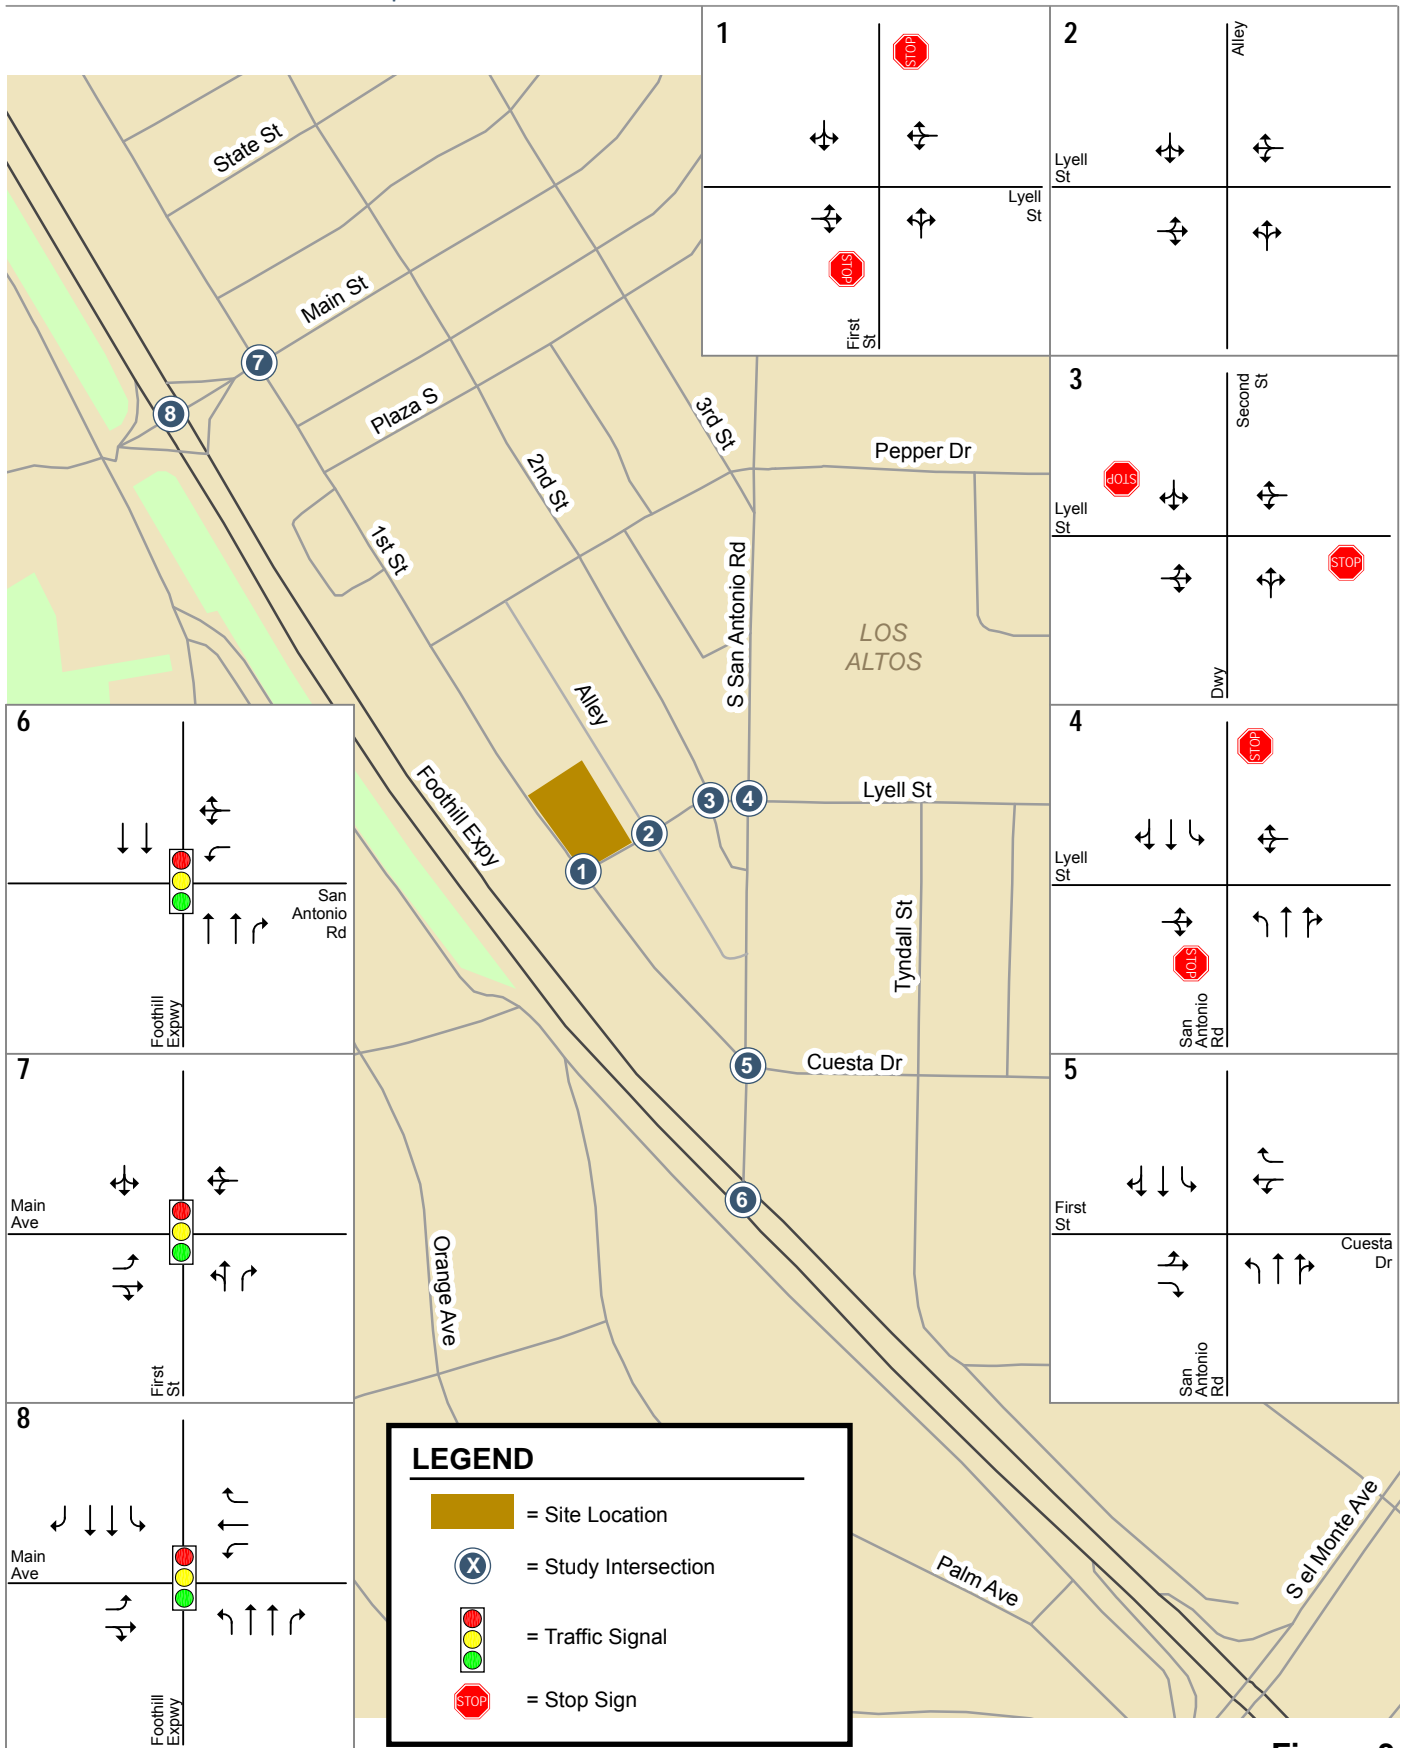 1
STOP
Lyell
St
STOP
First
St
2
Alley
Lyell
St
3
Second
St
STOP
Lyell
St
STOP
Dwy
4
STOP
Lyell
St
STOP
San
Antonio
Rd
5
First
St
Cuesta
Dr
San
Antonio
Rd
6
San
Antonio
Rd
Foothill
Expwy
7
Main
Ave
First
St
8
Main
Ave
Foothill
Expwy
State St
Main St
7
8
Plaza S
3rd St
Pepper Dr
2nd St
1st St
S San Antonio Rd
LOS
ALTOS
Alley
Foothill Expy
3
4
Lyell St
2
1
Tyndall St
5
Cuesta Dr
6
Orange Ave
Palm Ave
S el Monte Ave
LEGEND
= Site Location
X
= Study Intersection
= Traffic Signal
STOP
= Stop Sign